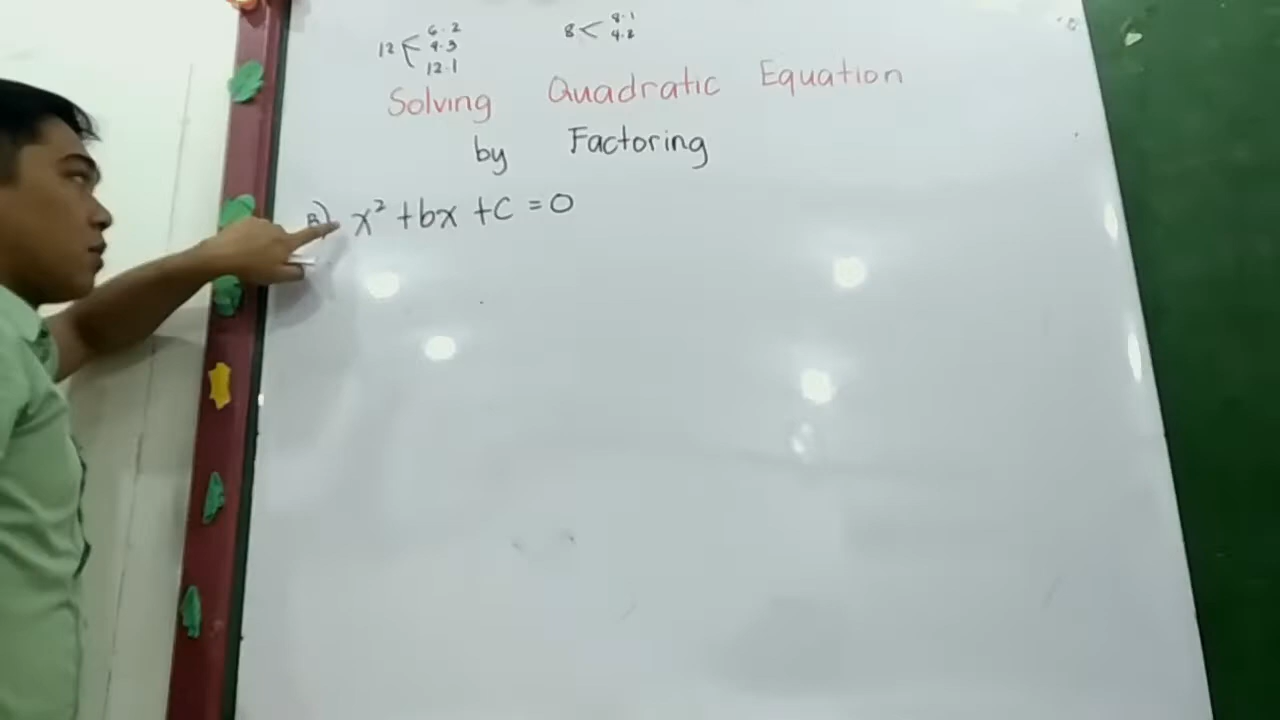 12 < 6·2
4·3
12·1
8 < 8·1
4·2
Solving Quadratic Equation
by Factoring
B) x² + bx + C = 0